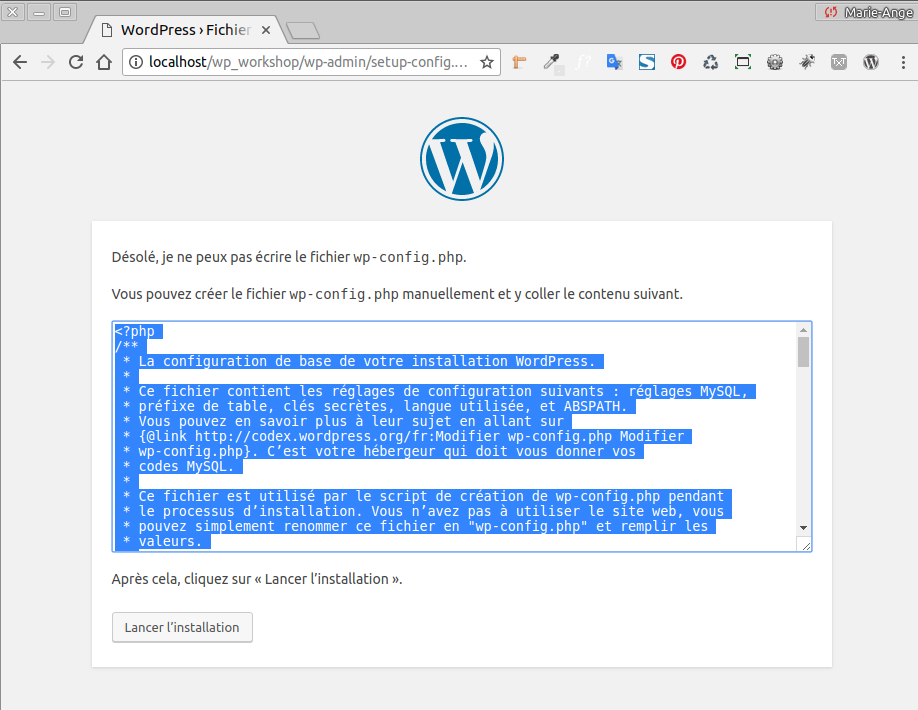 WordPress › Fichier
Marie-Ange
localhost/wp_workshop/wp-admin/setup-config....
TXT
Désolé, je ne peux pas écrire le fichier wp-config.php.
Vous pouvez créer le fichier wp-config.php manuellement et y coller le contenu suivant.
<?php
/**
 * La configuration de base de votre installation WordPress.
 *
 * Ce fichier contient les réglages de configuration suivants : réglages MySQL,
 * préfixe de table, clés secrètes, langue utilisée, et ABSPATH.
 * Vous pouvez en savoir plus à leur sujet en allant sur
 * {@link http://codex.wordpress.org/fr:Modifier wp-config.php Modifier
 * wp-config.php}. C’est votre hébergeur qui doit vous donner vos
 * codes MySQL.
 *
 * Ce fichier est utilisé par le script de création de wp-config.php pendant
 * le processus d’installation. Vous n’avez pas à utiliser le site web, vous
 * pouvez simplement renommer ce fichier en "wp-config.php" et remplir les
 * valeurs.
Après cela, cliquez sur « Lancer l’installation ».
Lancer l’installation